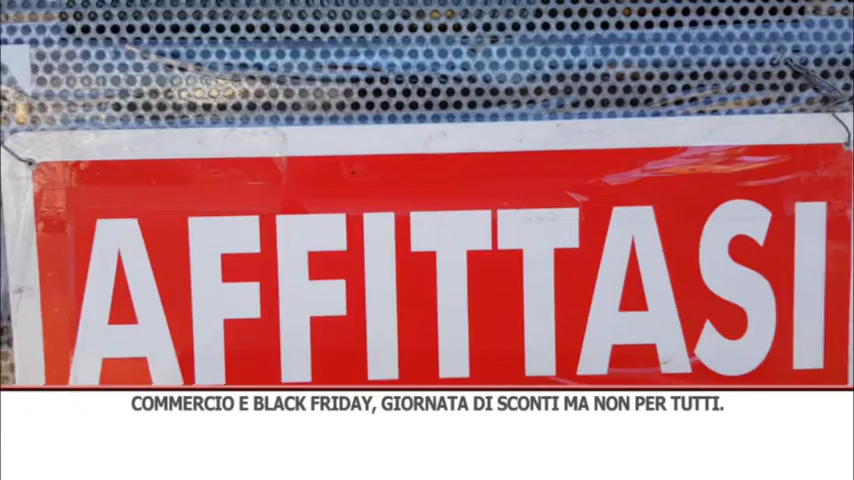 AFFITTASI
COMMERCIO E BLACK FRIDAY, GIORNATA DI SCONTI MA NON PER TUTTI.